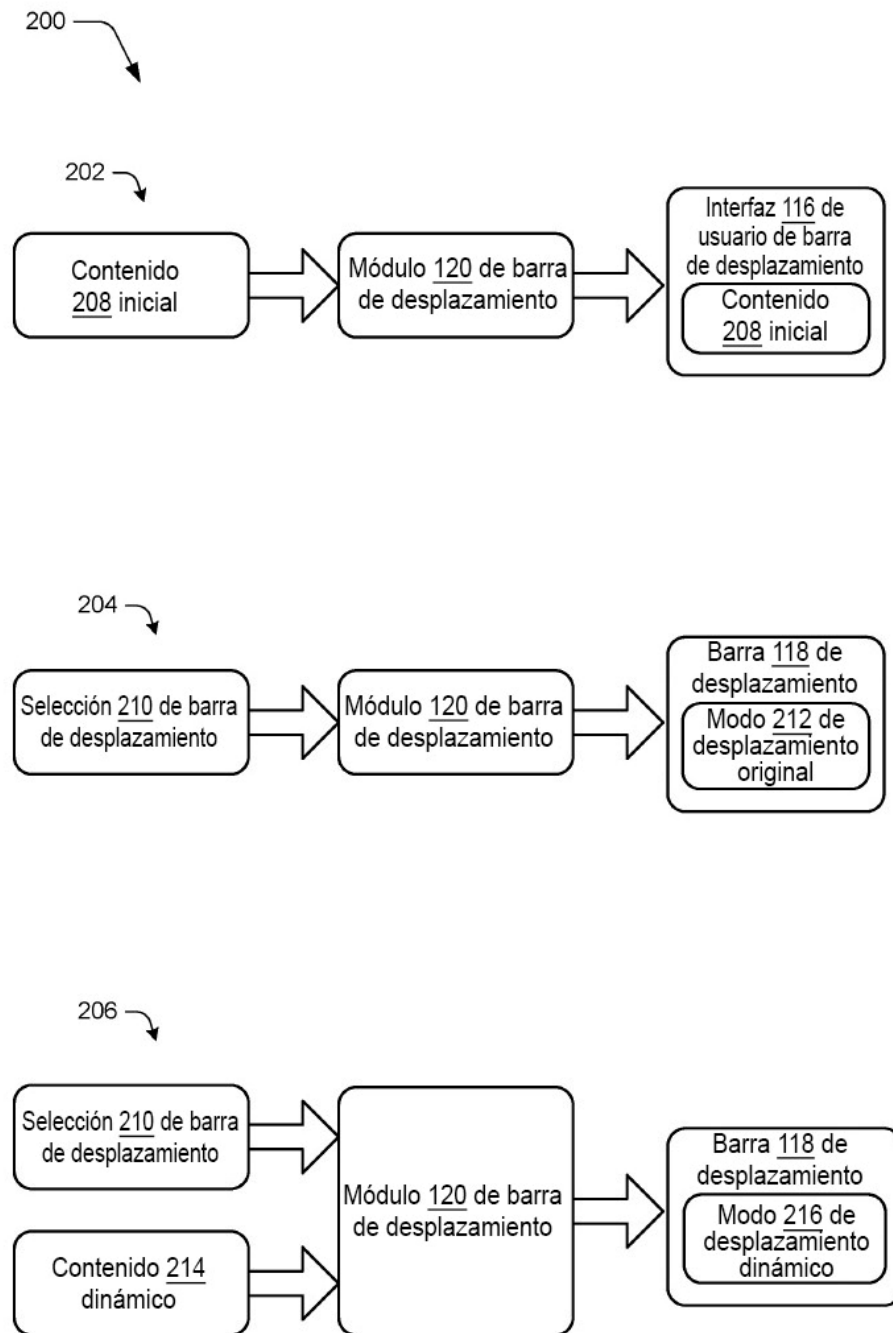 200
202
Contenido
208 inicial
Módulo 120 de barra
de desplazamiento
Interfaz 116 de
usuario de barra
de desplazamiento
Contenido
208 inicial
204
Selección 210 de barra
de desplazamiento
Módulo 120 de barra
de desplazamiento
Barra 118 de
desplazamiento
Modo 212 de
desplazamiento
original
206
Selección 210 de barra
de desplazamiento
Contenido 214
dinámico
Módulo 120 de barra
de desplazamiento
Barra 118 de
desplazamiento
Modo 216 de
desplazamiento
dinámico